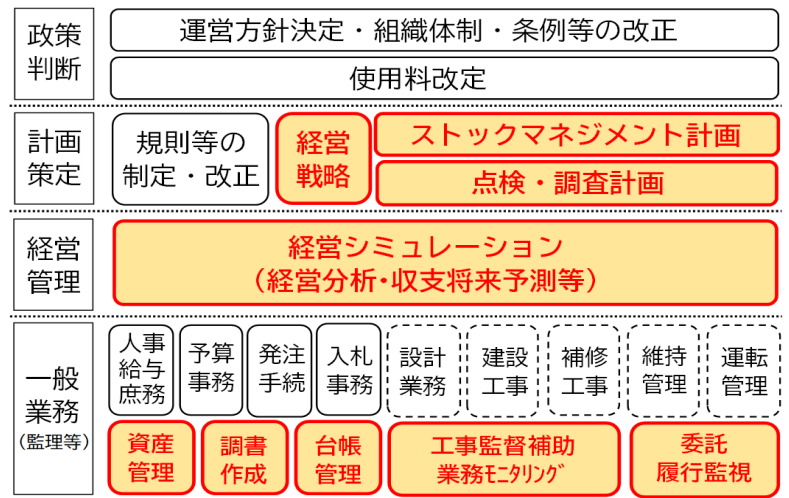 政策
判断
運営方針決定・組織体制・条例等の改正
使用料改定
計画
策定
規則等の
制定・改正
経営
戦略
ストックマネジメント計画
点検・調査計画
経営
管理
経営シミュレーション
（経営分析・収支将来予測等）
一般
業務
（監理等）
人事
給与
庶務
予算
事務
発注
手続
入札
事務
設計
業務
建設
工事
補修
工事
維持
管理
運転
管理
資産
管理
調書
作成
台帳
管理
工事監督補助
業務ﾓﾆﾀﾘﾝｸﾞ
委託
履行監視